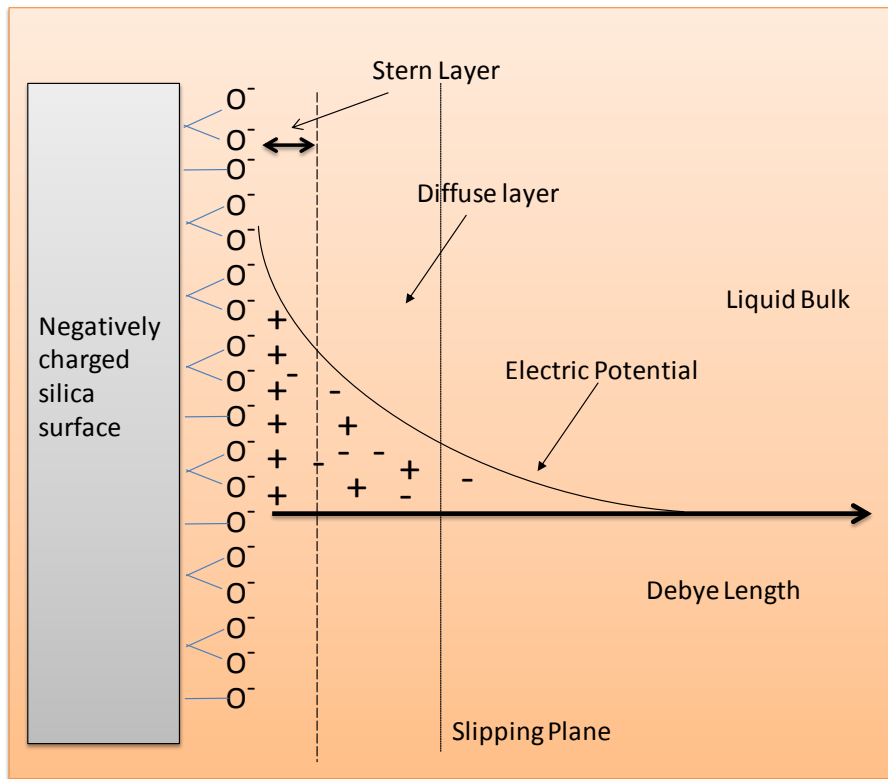 Stern Layer
O⁻
O⁻
O⁻
O⁻
Diffuse layer
O⁻
O⁻
Liquid Bulk
O⁻
+
Negatively
charged
silica
surface
O⁻
+
Electric Potential
O⁻
-
+
-
O⁻
+
+
O⁻
+
-
-
-
+
-
O⁻
+
+
-
O⁻
O⁻
Debye Length
O⁻
O⁻
O⁻
O⁻
Slipping Plane